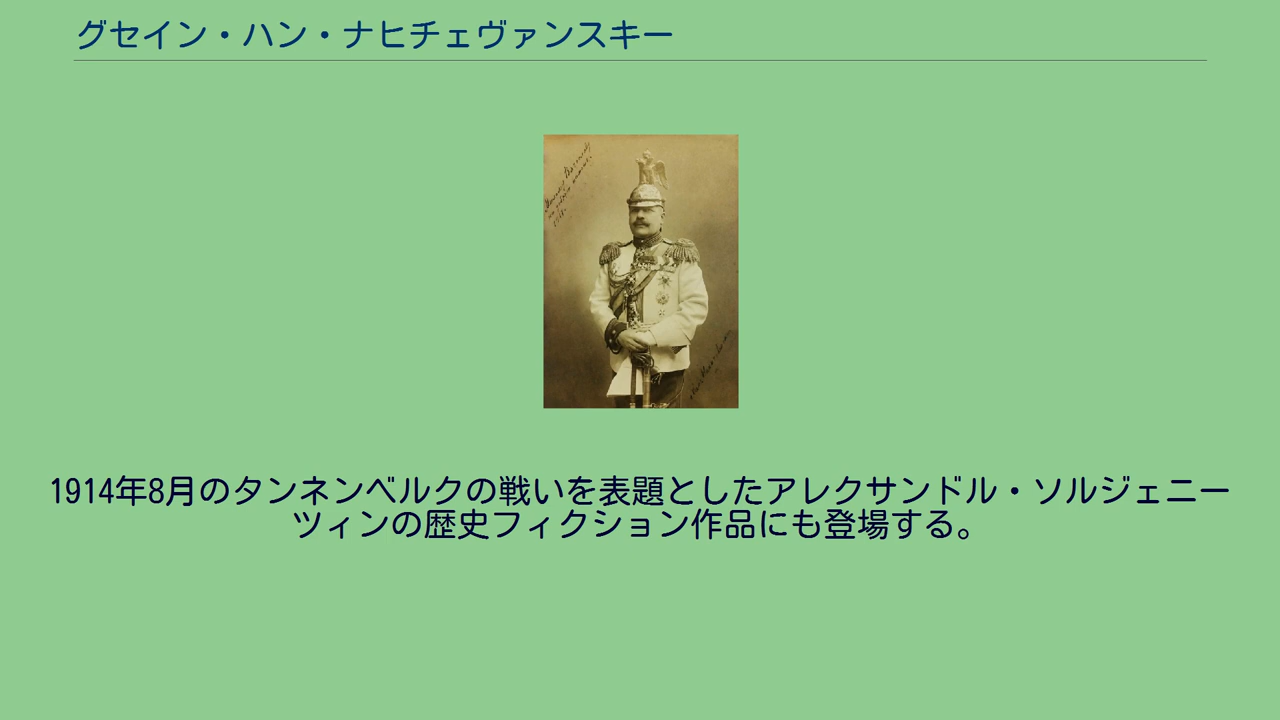 グセイン・ハン・ナヒチェヴァンスキー
1914年8月のタンネンベルクの戦いを表題としたアレクサンドル・ソルジェニー
ツィンの歴史フィクション作品にも登場する。